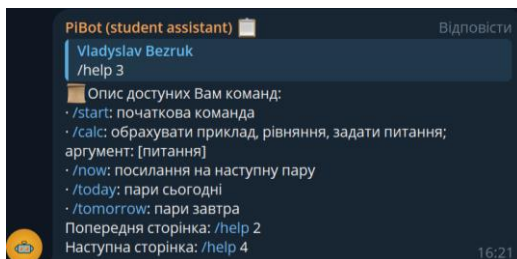 PiBot (student assistant) 📋 Відповісти
Vladyslav Bezruk
/help 3
📜Опис доступних Вам команд:
· /start: початкова команда
· /calc: обрахувати приклад, рівняння, задати питання;
аргумент: [питання]
· /now: посилання на наступну пару
· /today: пари сьогодні
· /tomorrow: пари завтра
Попередня сторінка: /help 2
Наступна сторінка: /help 4
16:21